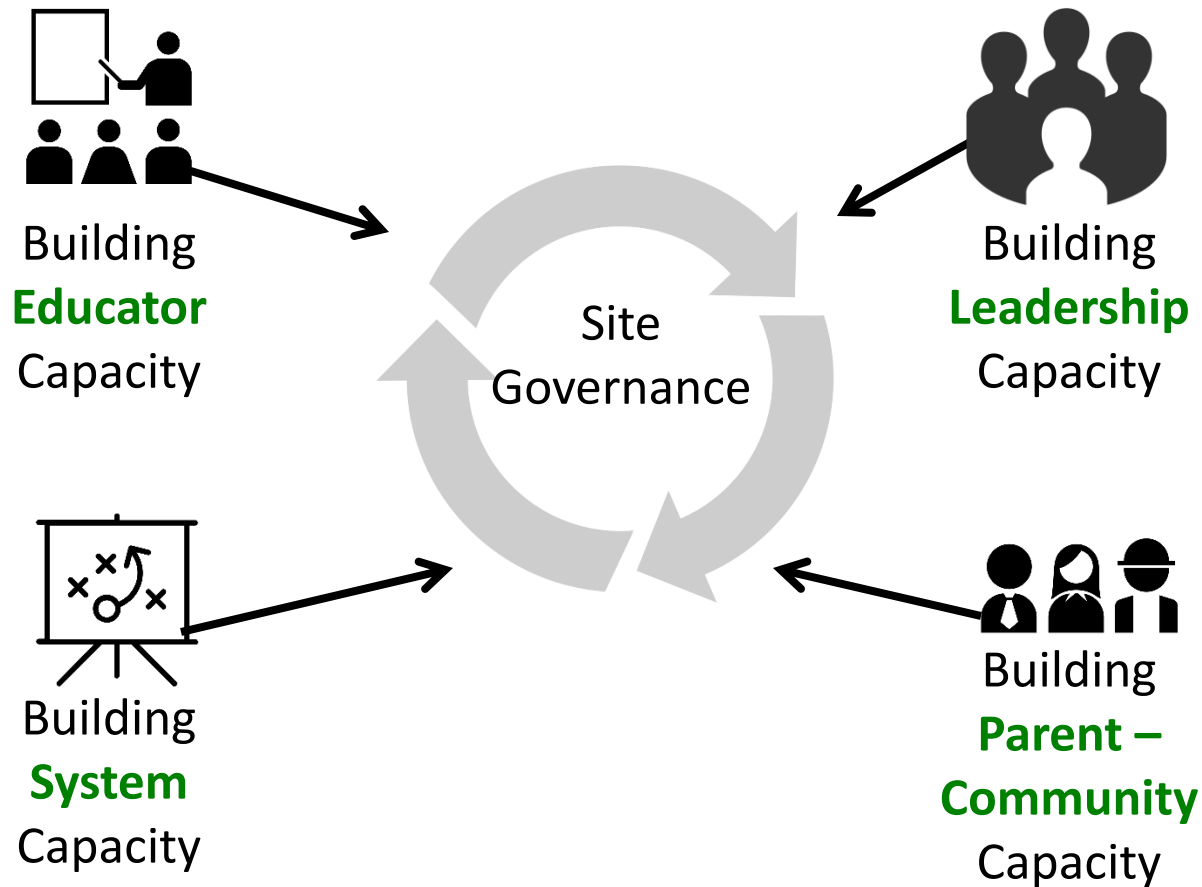 Building
Educator
Capacity
Building
Leadership
Capacity
Site
Governance
Building
System
Capacity
Building
Parent –
Community
Capacity